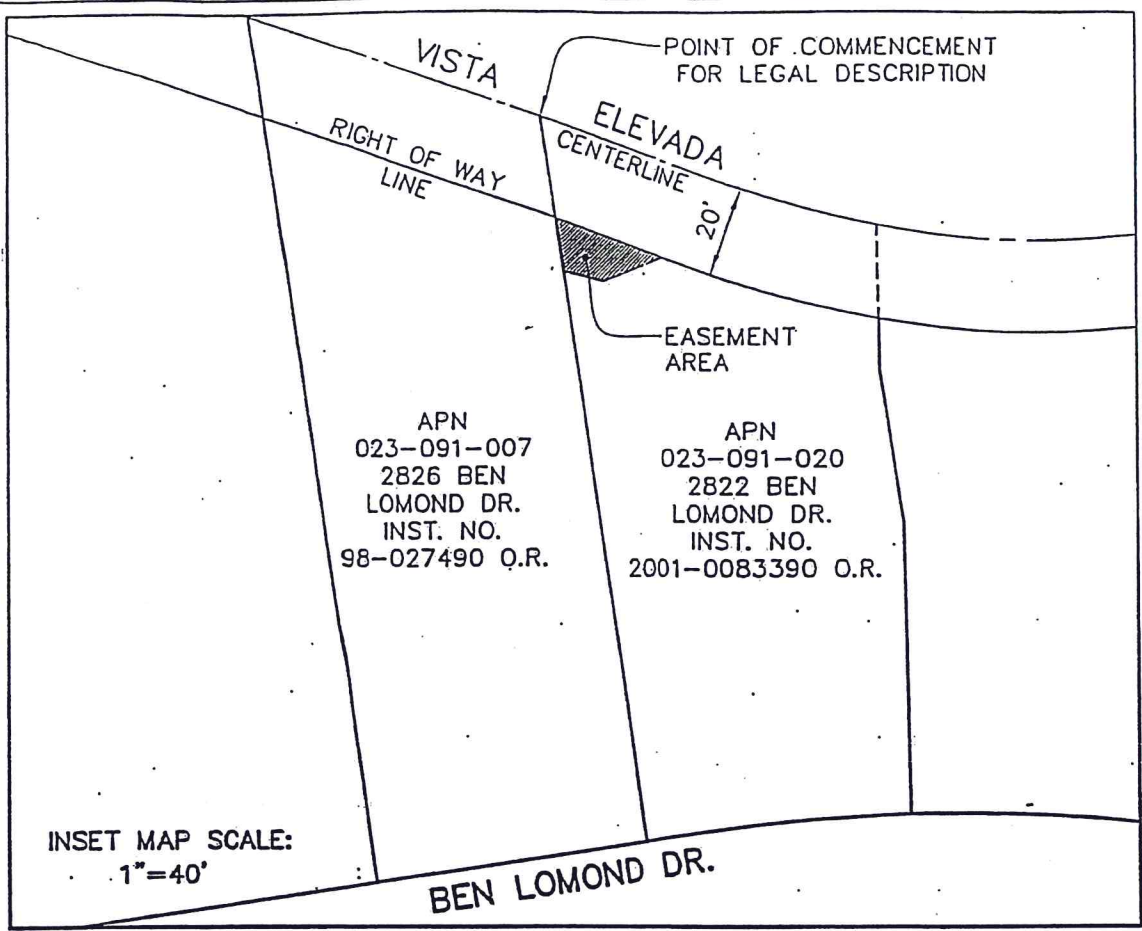 POINT OF COMMENCEMENT
FOR LEGAL DESCRIPTION
VISTA ELEVADA
CENTERLINE
RIGHT OF WAY
LINE
20'
EASEMENT
AREA
APN
023-091-007
2826 BEN
LOMOND DR.
INST. NO.
98-027490 O.R.
APN
023-091-020
2822 BEN
LOMOND DR.
INST. NO.
2001-0083390 O.R.
INSET MAP SCALE:
1"=40'
BEN LOMOND DR.